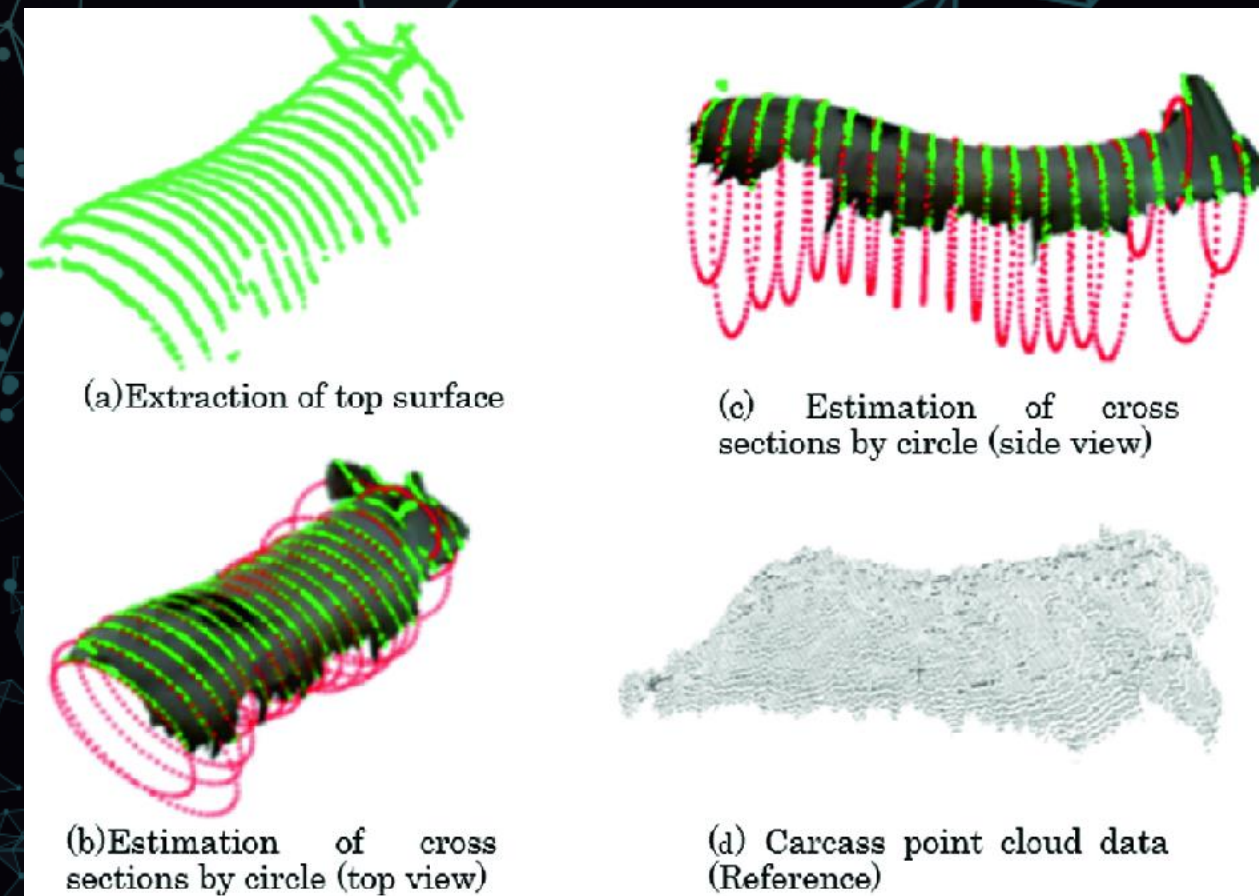 (a)Extraction of top surface
(b)Estimation of cross
sections by circle (top view)
(c) Estimation of cross
sections by circle (side view)
(d) Carcass point cloud data
(Reference)